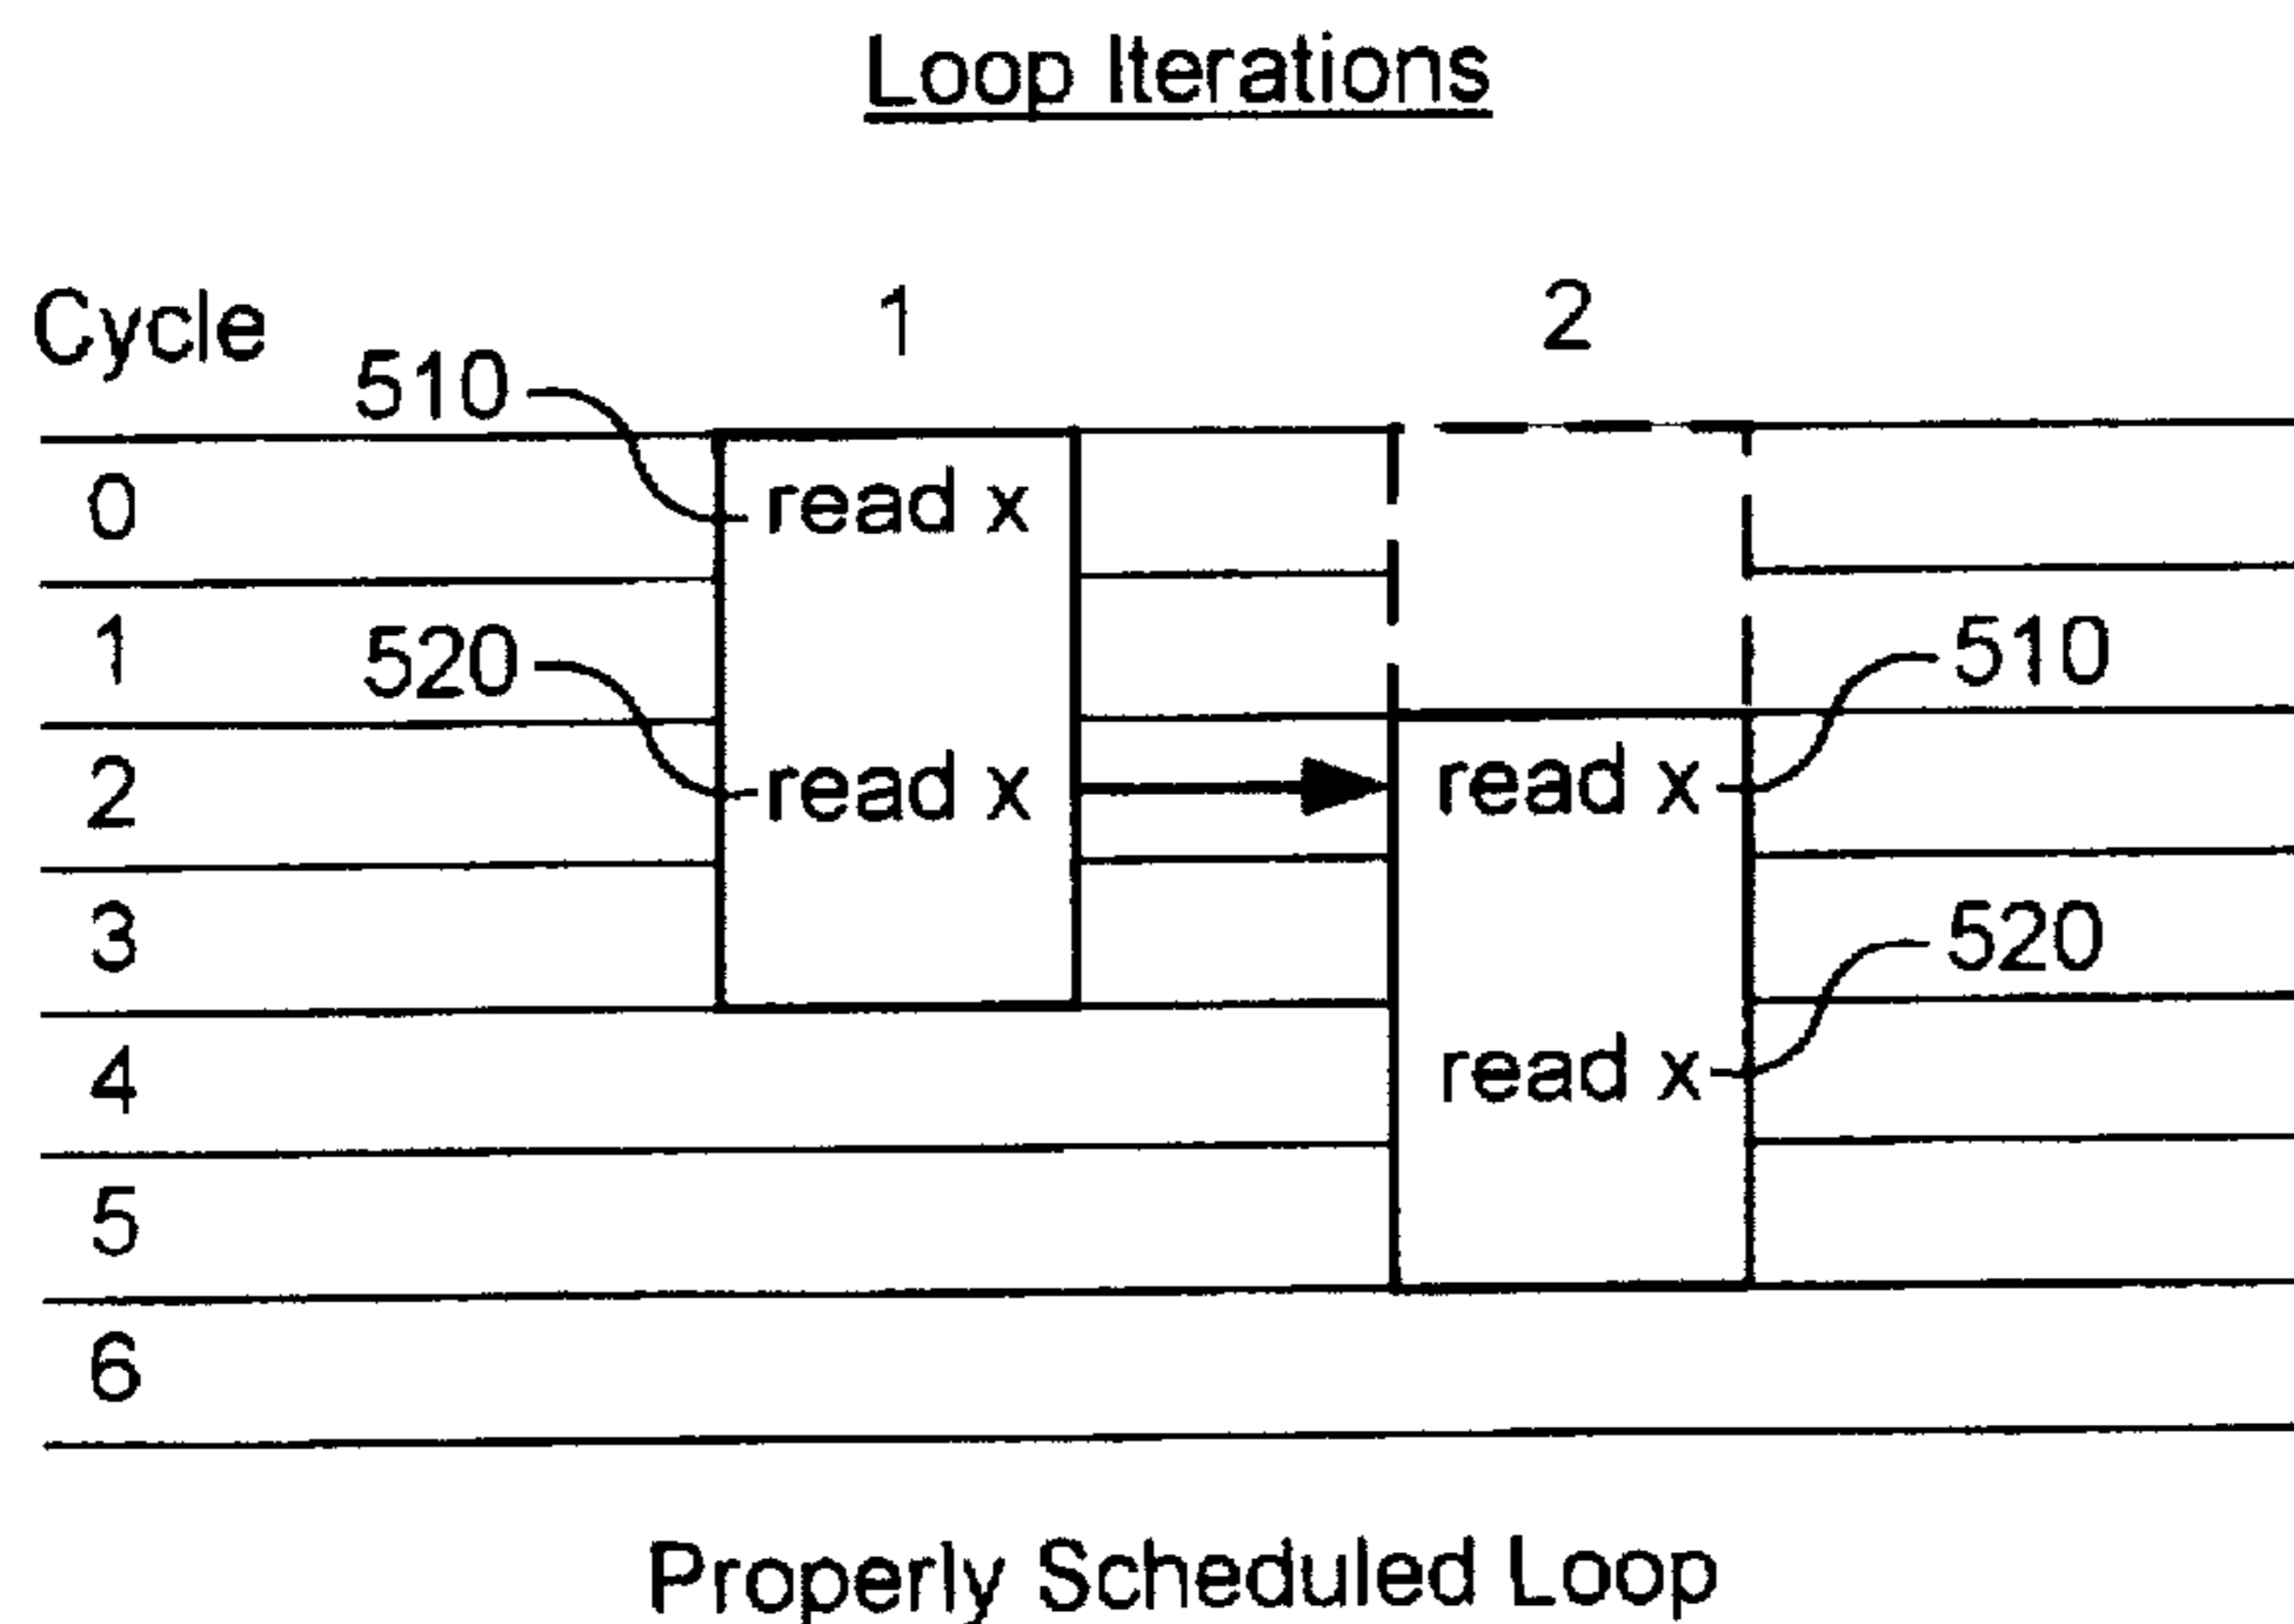 Loop Iterations
Cycle 1 2
510
0 read x
1 520 510
2 read x read x
3 520
4 read x
5
6
Properly Scheduled Loop